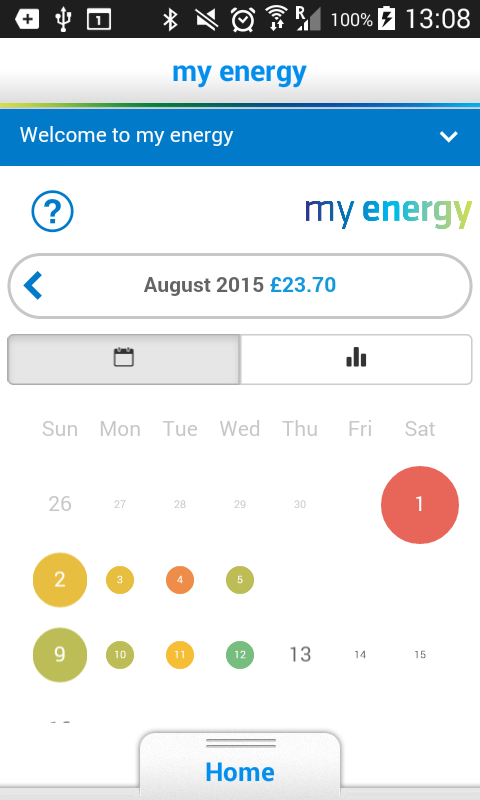 1 R 100% 13:08
my energy
Welcome to my energy
?
my energy
August 2015 £23.70
Sun Mon Tue Wed Thu Fri Sat
26 27 28 29 30 1
2 3 4 5
9 10 11 12 13 14 15
Home